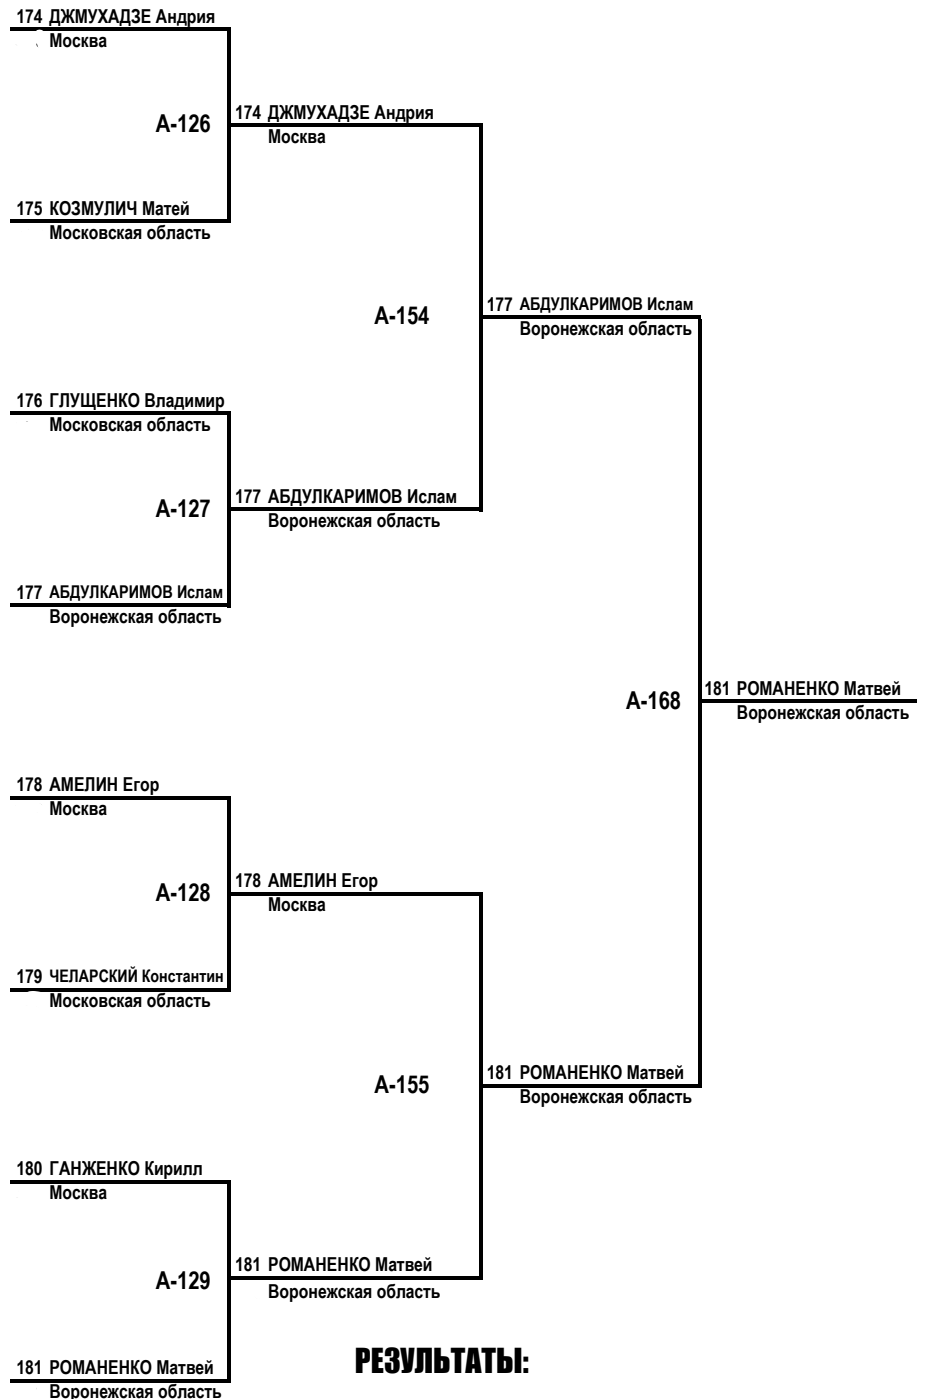 174 ДЖМУХАДЗЕ Андрия
Москва
А-126
174 ДЖМУХАДЗЕ Андрия
Москва
175 КОЗМУЛИЧ Матей
Московская область
А-154
177 АБДУЛКАРИМОВ Ислам
Воронежская область
176 ГЛУЩЕНКО Владимир
Московская область
А-127
177 АБДУЛКАРИМОВ Ислам
Воронежская область
177 АБДУЛКАРИМОВ Ислам
Воронежская область
А-168
181 РОМАНЕНКО Матвей
Воронежская область
178 АМЕЛИН Егор
Москва
А-128
178 АМЕЛИН Егор
Москва
179 ЧЕЛАРСКИЙ Константин
Московская область
А-155
181 РОМАНЕНКО Матвей
Воронежская область
180 ГАНЖЕНКО Кирилл
Москва
А-129
181 РОМАНЕНКО Матвей
Воронежская область
181 РОМАНЕНКО Матвей
Воронежская область
РЕЗУЛЬТАТЫ: